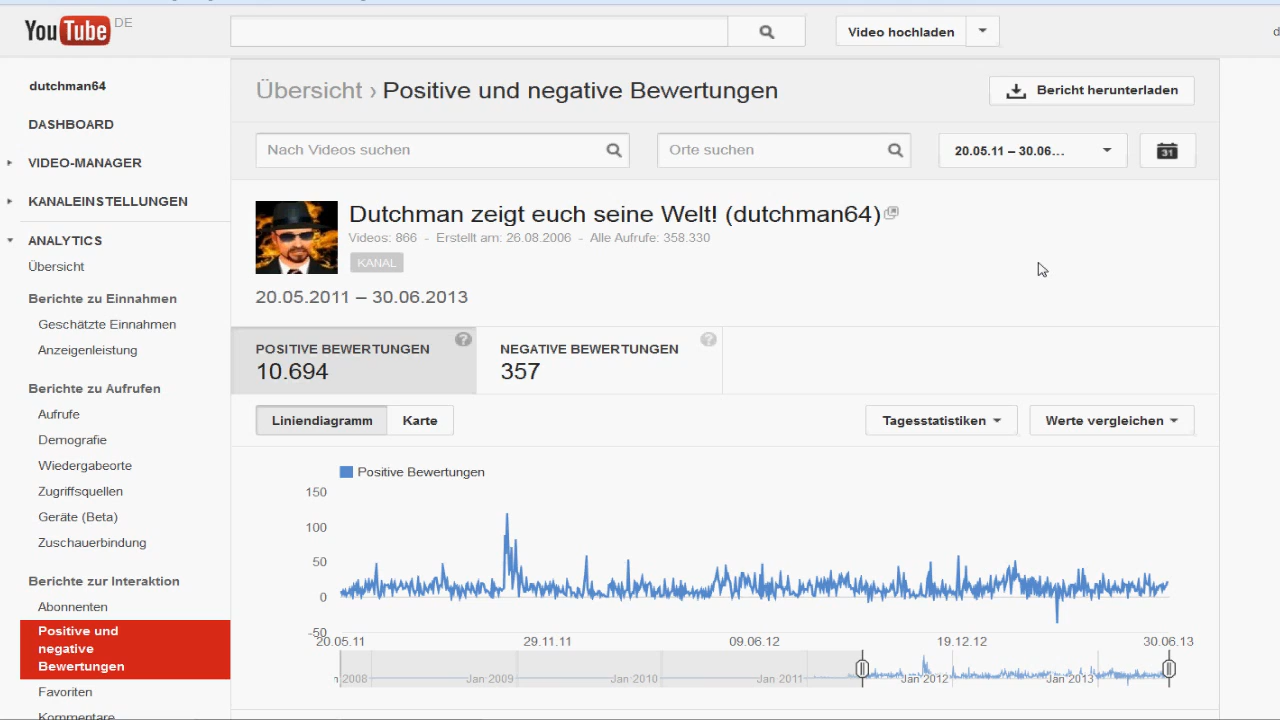 YouTube DE
Video hochladen
d
dutchman64
DASHBOARD
VIDEO-MANAGER
KANALEINSTELLUNGEN
ANALYTICS
Übersicht
Berichte zu Einnahmen
Geschätzte Einnahmen
Anzeigenleistung
Berichte zu Aufrufen
Aufrufe
Demografie
Wiedergabeorte
Zugriffsquellen
Geräte (Beta)
Zuschauerbindung
Berichte zur Interaktion
Abonnenten
Positive und
negative
Bewertungen
Favoriten
Kommentare
Übersicht › Positive und negative Bewertungen
Bericht herunterladen
Nach Videos suchen
Orte suchen
20.05.11 – 30.06...
31
Dutchman zeigt euch seine Welt! (dutchman64)
Videos: 866 - Erstellt am: 26.08.2006 - Alle Aufrufe: 358.330
KANAL
20.05.2011 – 30.06.2013
POSITIVE BEWERTUNGEN ?
10.694
NEGATIVE BEWERTUNGEN ?
357
Liniendiagramm
Karte
Tagesstatistiken
Werte vergleichen
Positive Bewertungen
150
100
50
0
-50
20.05.11 29.11.11 09.06.12 19.12.12 30.06.13
n 2008 Jan 2009 Jan 2010 Jan 2011 Jan 2012 Jan 2013